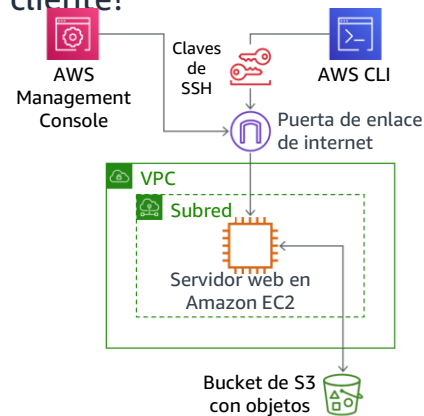 cliente!
Claves
de
SSH
AWS
Management
Console
AWS CLI
Puerta de enlace
de internet
VPC
Subred
Servidor web en
Amazon EC2
Bucket de S3
con objetos